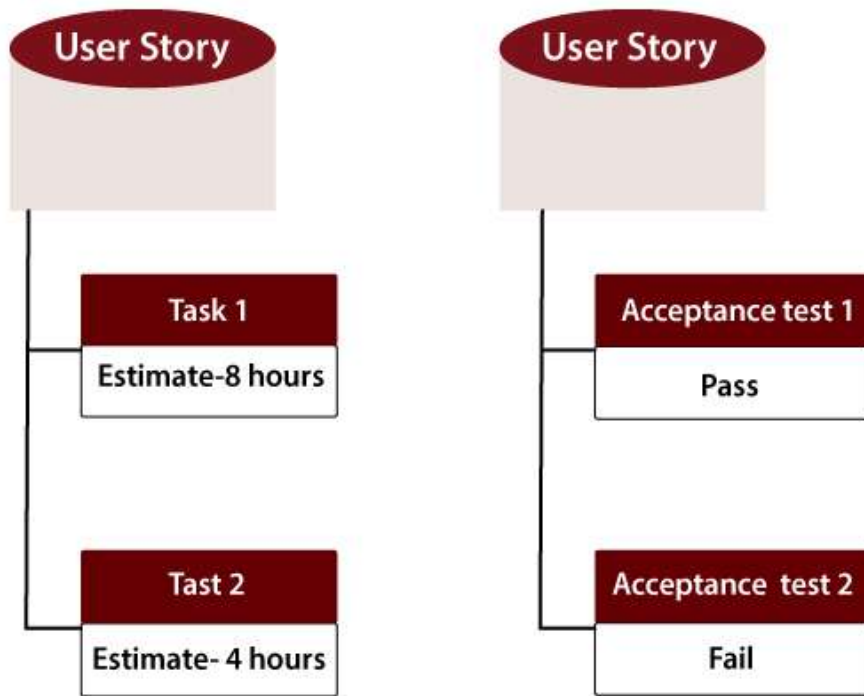 User Story
Task 1
Estimate-8 hours
Tast 2
Estimate- 4 hours
User Story
Acceptance test 1
Pass
Acceptance test 2
Fail